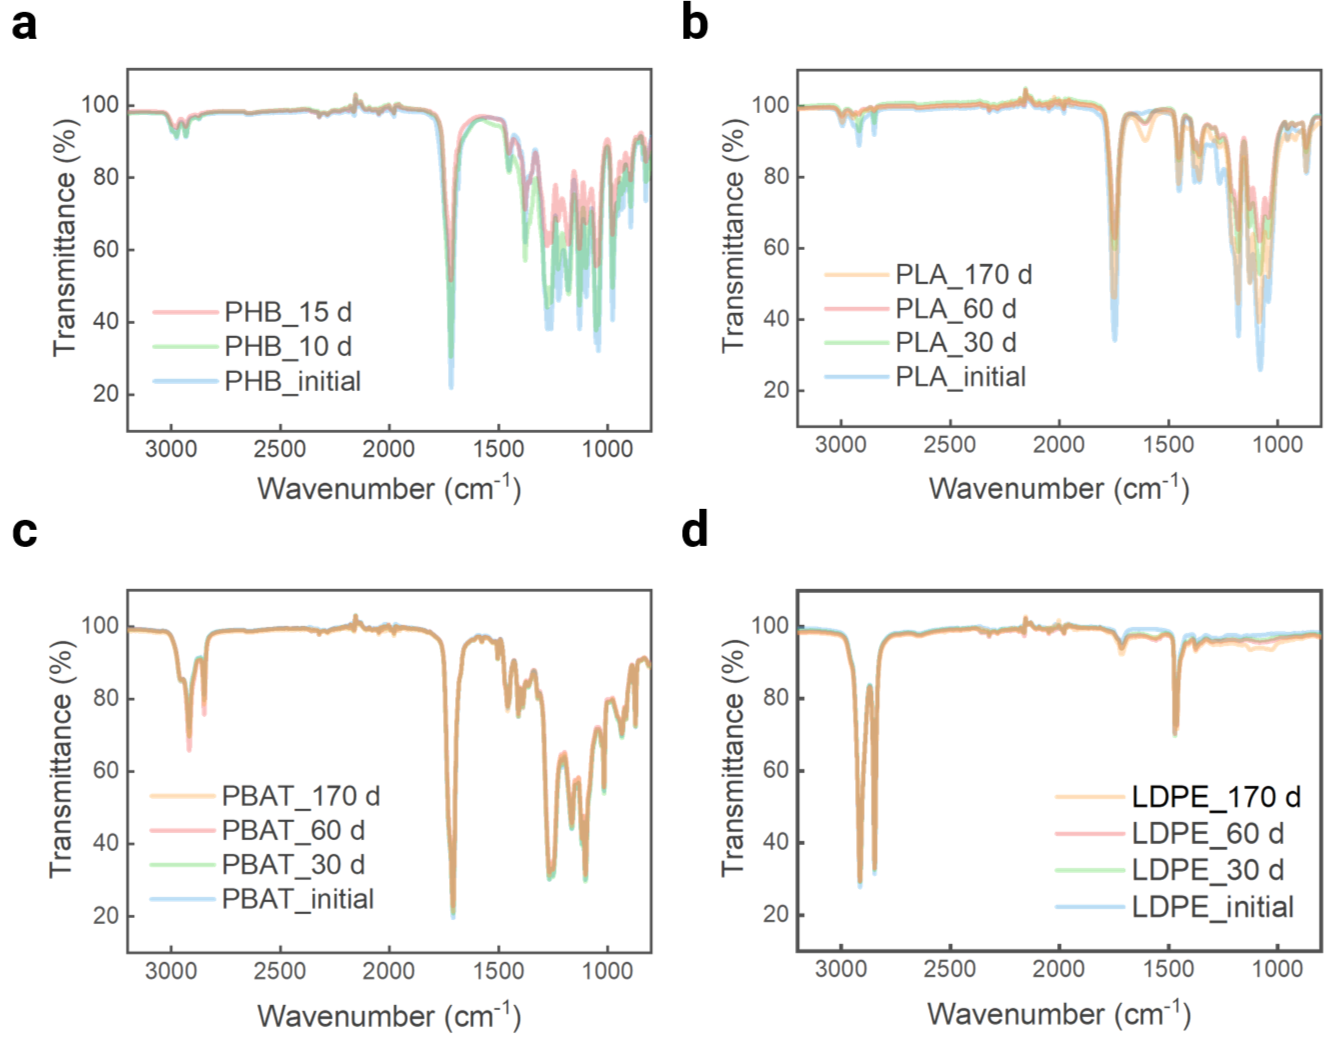 a
b
Transmittance (%)
100
80
60
40
20
PHB_15 d
PHB_10 d
PHB_initial
3000 2500 2000 1500 1000
Wavenumber (cm⁻¹)
Transmittance (%)
100
80
60
40
20
PLA_170 d
PLA_60 d
PLA_30 d
PLA_initial
3000 2500 2000 1500 1000
Wavenumber (cm⁻¹)
c
d
Transmittance (%)
100
80
60
40
20
PBAT_170 d
PBAT_60 d
PBAT_30 d
PBAT_initial
3000 2500 2000 1500 1000
Wavenumber (cm⁻¹)
Transmittance (%)
100
80
60
40
20
LDPE_170 d
LDPE_60 d
LDPE_30 d
LDPE_initial
3000 2500 2000 1500 1000
Wavenumber (cm⁻¹)